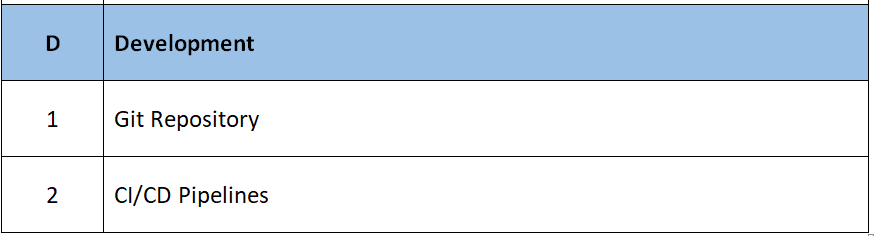 D Development
1 Git Repository
2 CI/CD Pipelines